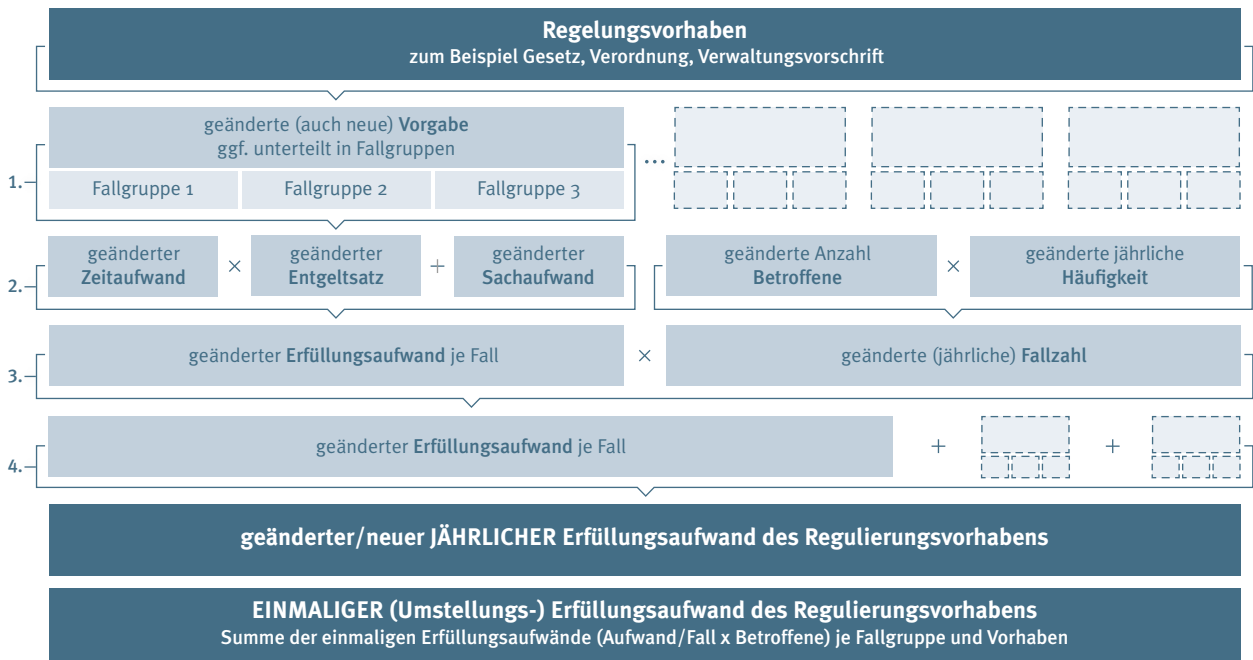 Regelungsvorhaben
zum Beispiel Gesetz, Verordnung, Verwaltungsvorschrift
geänderte (auch neue) Vorgabe
ggf. unterteilt in Fallgruppen
...
1.
Fallgruppe 1
Fallgruppe 2
Fallgruppe 3
2.
geänderter
Zeitaufwand
×
geänderter
Entgeltsatz
+
geänderter
Sachaufwand
geänderte Anzahl
Betroffene
×
geänderte jährliche
Häufigkeit
3.
geänderter Erfüllungsaufwand je Fall
×
geänderte (jährliche) Fallzahl
4.
geänderter Erfüllungsaufwand je Fall
+
+
geänderter/neuer JÄHRLICHER Erfüllungsaufwand des Regulierungsvorhabens
EINMALIGER (Umstellungs-) Erfüllungsaufwand des Regulierungsvorhabens
Summe der einmaligen Erfüllungsaufwände (Aufwand/Fall x Betroffene) je Fallgruppe und Vorhaben